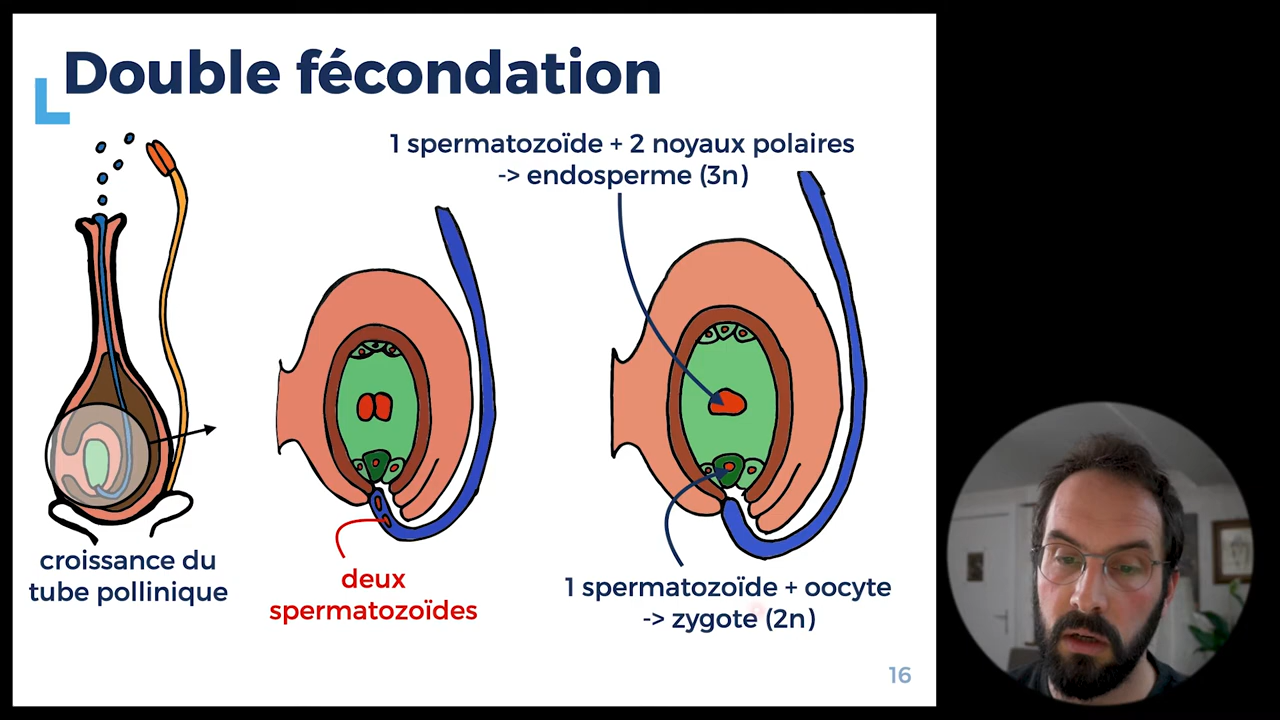 Double fécondation
1 spermatozoïde + 2 noyaux polaires
-> endosperme (3n)
croissance du
tube pollinique
deux
spermatozoïdes
1 spermatozoïde + oocyte
-> zygote (2n)
16